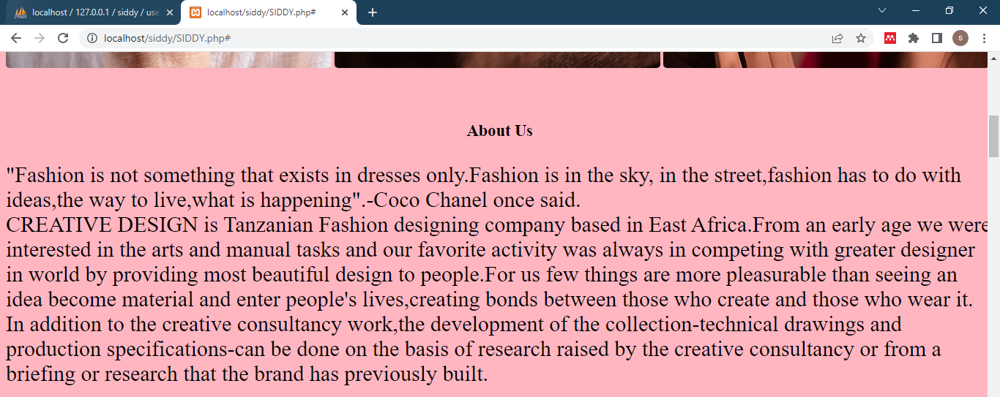 localhost / 127.0.0.1 / siddy / use
localhost/siddy/SIDDY.php#
localhost/siddy/SIDDY.php#
S
About Us
"Fashion is not something that exists in dresses only.Fashion is in the sky, in the street,fashion has to do with
ideas,the way to live,what is happening".-Coco Chanel once said.
CREATIVE DESIGN is Tanzanian Fashion designing company based in East Africa.From an early age we were
interested in the arts and manual tasks and our favorite activity was always in competing with greater designer
in world by providing most beautiful design to people.For us few things are more pleasurable than seeing an
idea become material and enter people's lives,creating bonds between those who create and those who wear it.
In addition to the creative consultancy work,the development of the collection-technical drawings and
production specifications-can be done on the basis of research raised by the creative consultancy or from a
briefing or research that the brand has previously built.